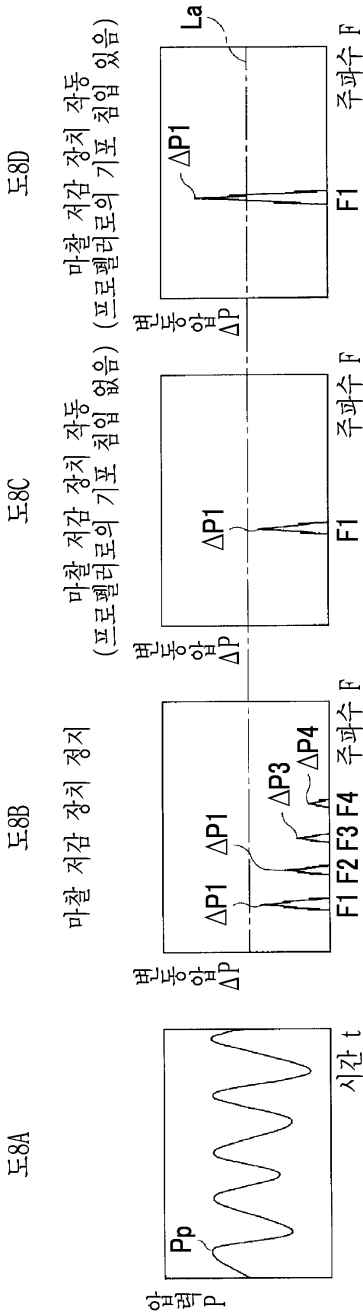 도8A
압력
P
Pp
시간 t
도8B
마찰 저감 장치 정지
변동압
ΔP
ΔP1
ΔP1
ΔP3
ΔP4
F1 F2 F3 F4
주파수 F
도8C
마찰 저감 장치 작동
(프로펠러로의 기포 침입 없음)
변동압
ΔP
ΔP1
F1
주파수 F
도8D
마찰 저감 장치 작동
(프로펠러로의 기포 침입 있음)
변동압
ΔP
ΔP1
La
F1
주파수 F